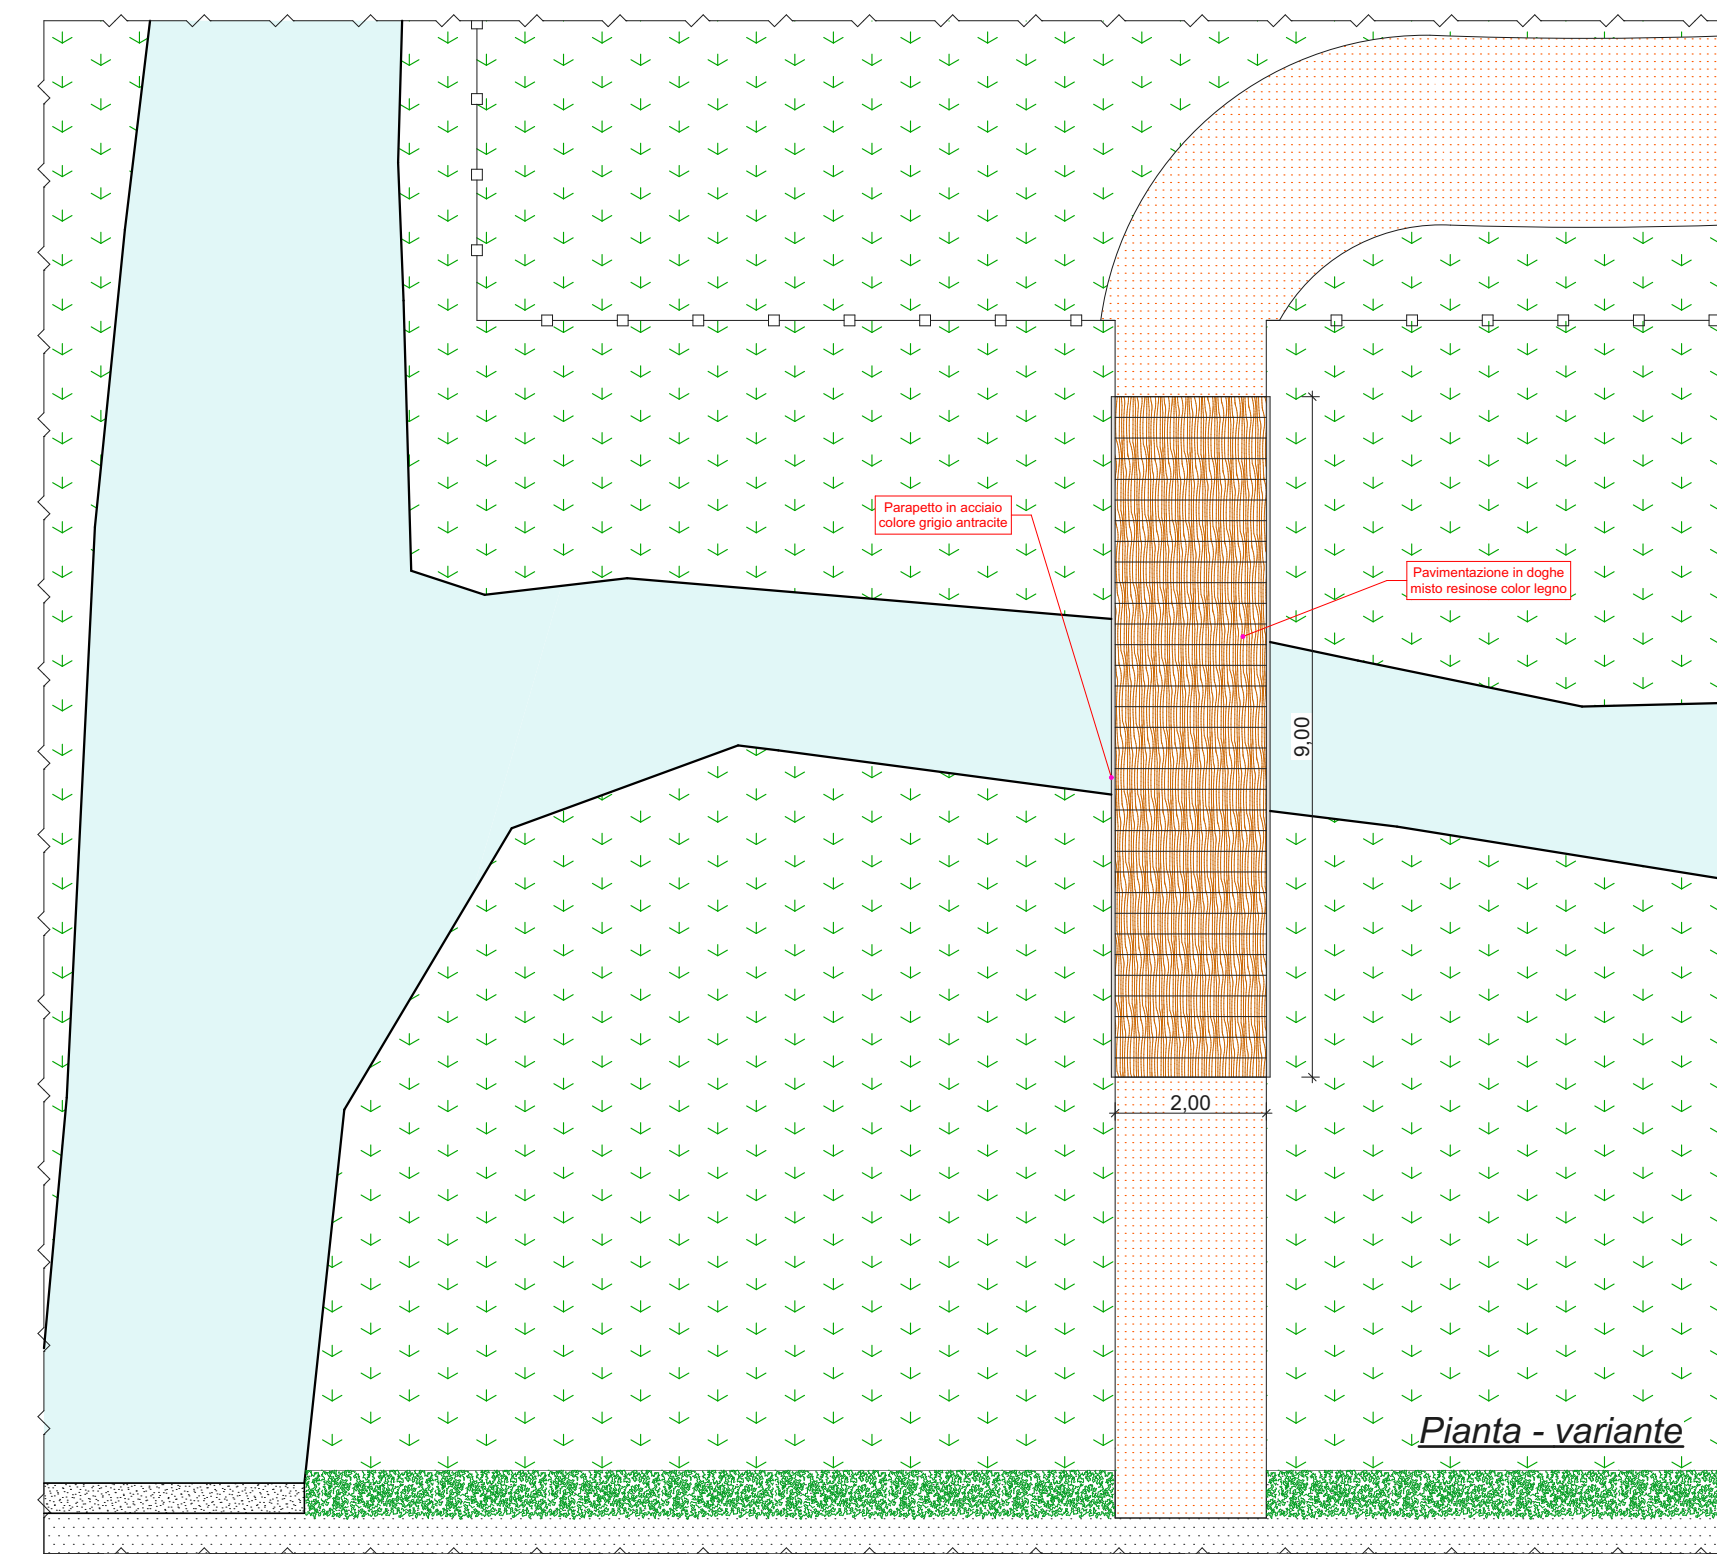 Parapetto in acciaio
colore grigio antracite
Pavimentazione in doghe
misto resinose color legno
9,00
2,00
Pianta - variante